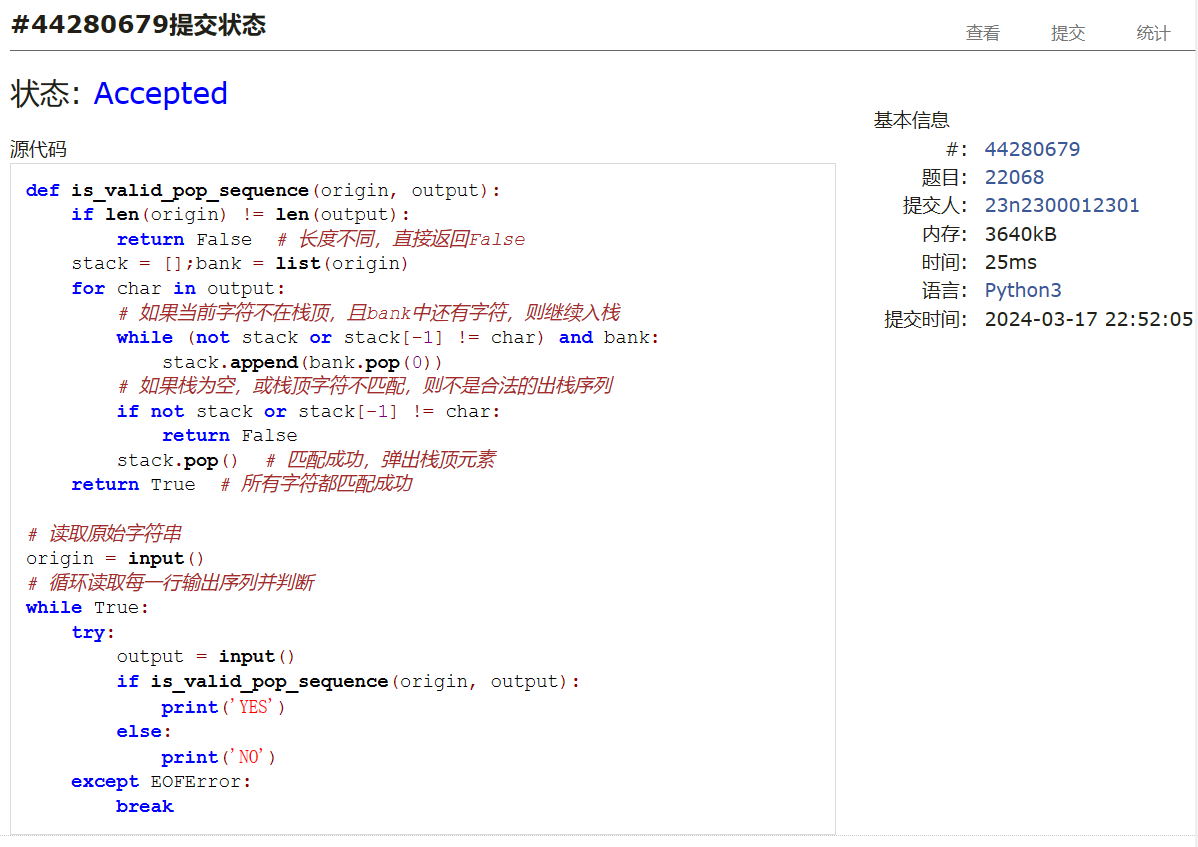 #44280679提交状态
查看 提交 统计
状态: Accepted
源代码
def is_valid_pop_sequence(origin, output):
    if len(origin) != len(output):
        return False  # 长度不同，直接返回False
    stack = [];bank = list(origin)
    for char in output:
        # 如果当前字符不在栈顶，且bank中还有字符，则继续入栈
        while (not stack or stack[-1] != char) and bank:
            stack.append(bank.pop(0))
        # 如果栈为空，或栈顶字符不匹配，则不是合法的出栈序列
        if not stack or stack[-1] != char:
            return False
        stack.pop()  # 匹配成功，弹出栈顶元素
    return True  # 所有字符都匹配成功
# 读取原始字符串
origin = input()
# 循环读取每一行输出序列并判断
while True:
    try:
        output = input()
        if is_valid_pop_sequence(origin, output):
            print('YES')
        else:
            print('NO')
    except EOFError:
        break
基本信息
#: 44280679
题目: 22068
提交人: 23n2300012301
内存: 3640kB
时间: 25ms
语言: Python3
提交时间: 2024-03-17 22:52:05